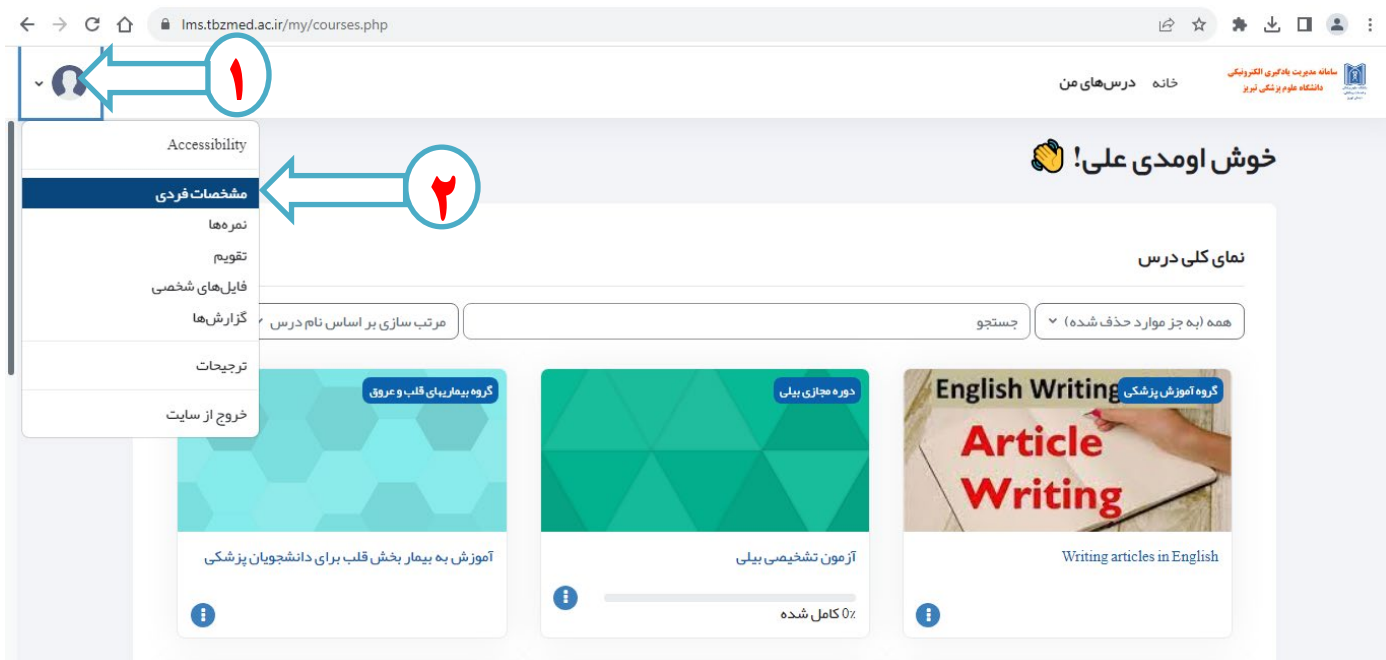 lms.tbzmed.ac.ir/my/courses.php
سامانه مدیریت یادگیری الکترونیکی
دانشگاه علوم پزشکی تبریز
خانه درس‌های من
۱
Accessibility
مشخصات فردی
۲
نمره‌ها
تقویم
فایل‌های شخصی
گزارش‌ها
ترجیحات
خروج از سایت
خوش اومدی علی! 👋
نمای کلی درس
همه (به جز موارد حذف شده)
جستجو
مرتب سازی بر اساس نام درس
English Writing
گروه آموزش پزشکی
Article
Writing
Writing articles in English
دوره مجازی بیلی
آزمون تشخیصی بیلی
0٪ کامل شده
گروه بیماریهای قلب و عروق
آموزش به بیمار بخش قلب برای دانشجویان پزشکی